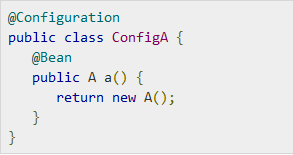 @Configuration
public class ConfigA {
    @Bean
    public A a() {
       return new A();
    }
}